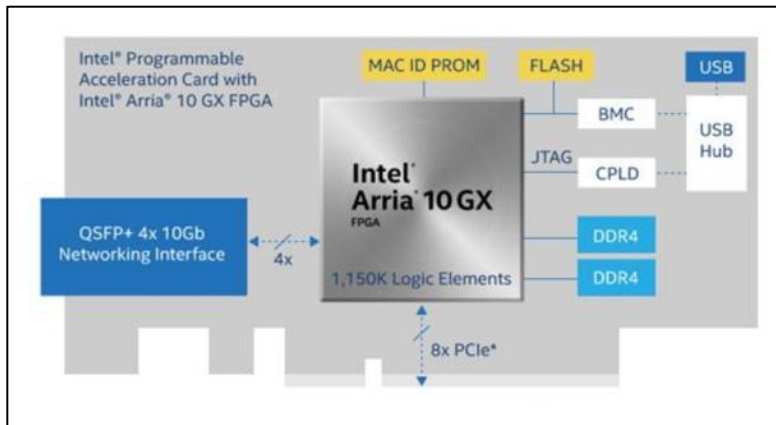 Intel® Programmable
Acceleration Card with
Intel® Arria® 10 GX FPGA
MAC ID PROM
FLASH
USB
BMC
USB
Hub
JTAG
CPLD
Intel®
Arria® 10 GX
FPGA
1,150K Logic Elements
QSFP+ 4x 10Gb
Networking Interface
4x
DDR4
DDR4
8x PCIe*